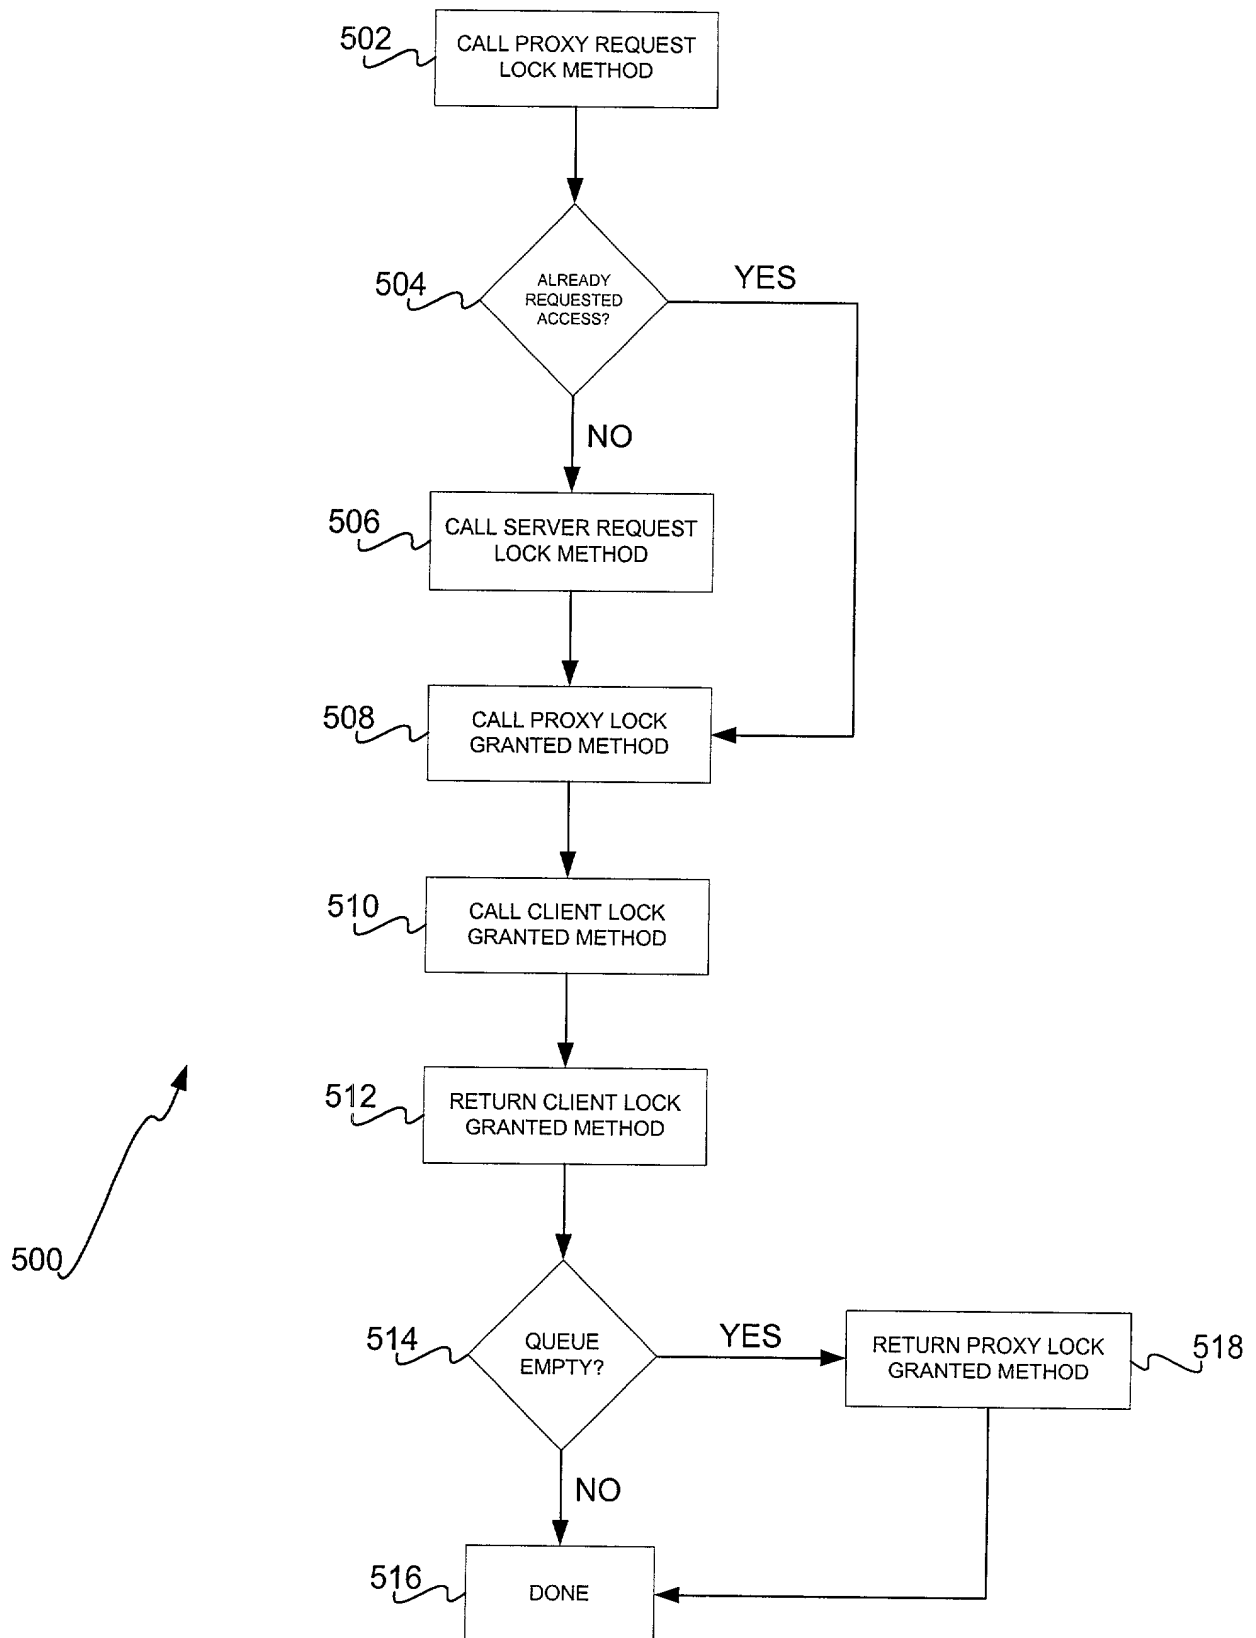 502
CALL PROXY REQUEST
LOCK METHOD
504
ALREADY
REQUESTED
ACCESS?
YES
NO
506
CALL SERVER REQUEST
LOCK METHOD
508
CALL PROXY LOCK
GRANTED METHOD
510
CALL CLIENT LOCK
GRANTED METHOD
512
RETURN CLIENT LOCK
GRANTED METHOD
500
514
QUEUE
EMPTY?
YES
RETURN PROXY LOCK
GRANTED METHOD
518
NO
516
DONE